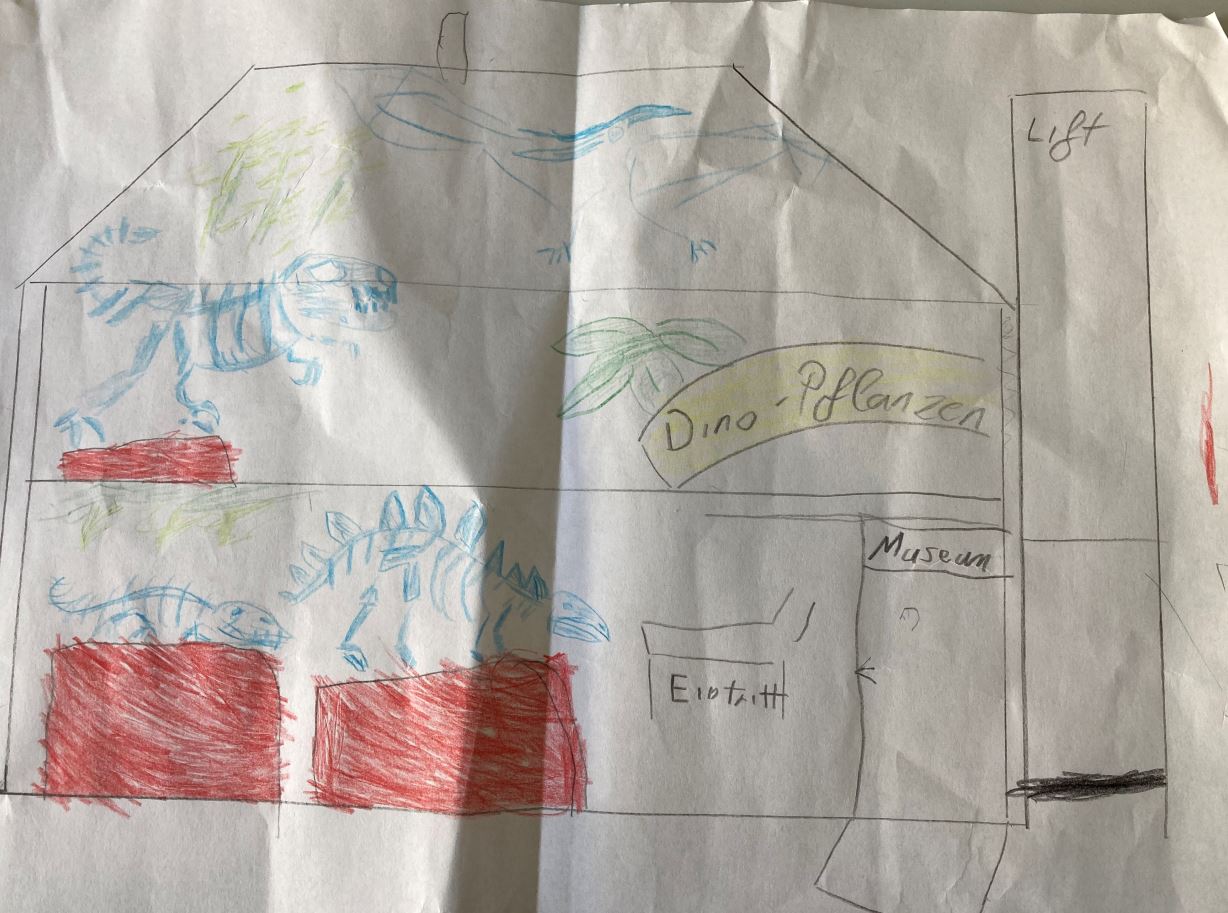 Lift
Dino-Pflanzen
Museum
Eintritt